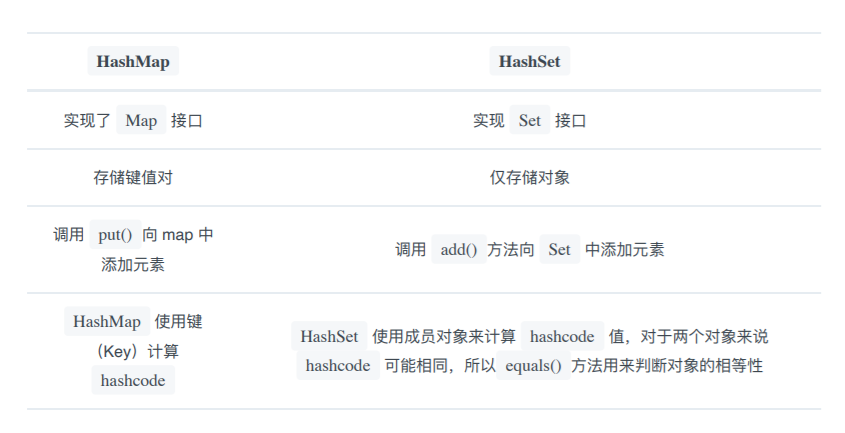 HashMap
HashSet
实现了 Map 接口
实现 Set 接口
存储键值对
仅存储对象
调用 put() 向 map 中
添加元素
调用 add() 方法向 Set 中添加元素
HashMap 使用键
（Key）计算
hashcode
HashSet 使用成员对象来计算 hashcode 值，对于两个对象来说
hashcode 可能相同，所以 equals() 方法用来判断对象的相等性